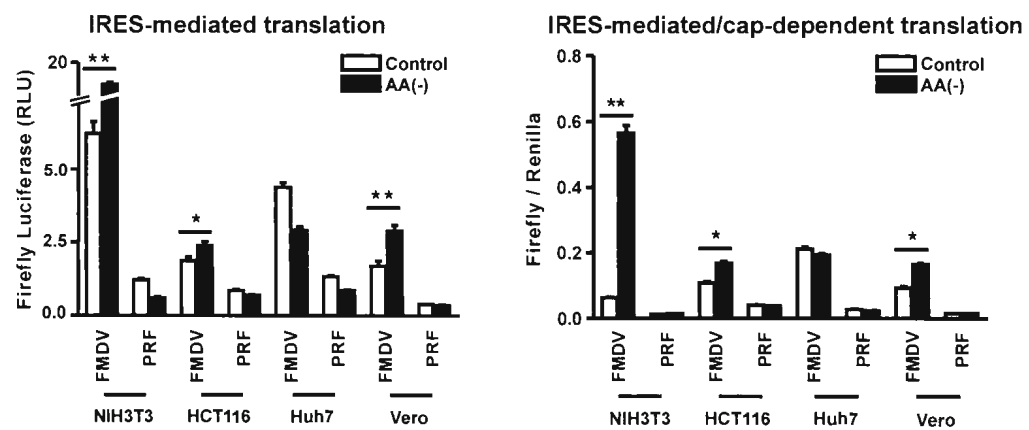 IRES-mediated translation
20
**
Control
AA(-)
Firefly Luciferase (RLU)
5.0
**
*
2.5
0.0
FMDV PRF FMDV PRF FMDV PRF FMDV PRF
NIH3T3 HCT116 Huh7 Vero
IRES-mediated/cap-dependent translation
0.8
Control
AA(-)
**
0.6
Firefly / Renilla
0.4
*
*
0.2
0.0
FMDV PRF FMDV PRF FMDV PRF FMDV PRF
NIH3T3 HCT116 Huh7 Vero